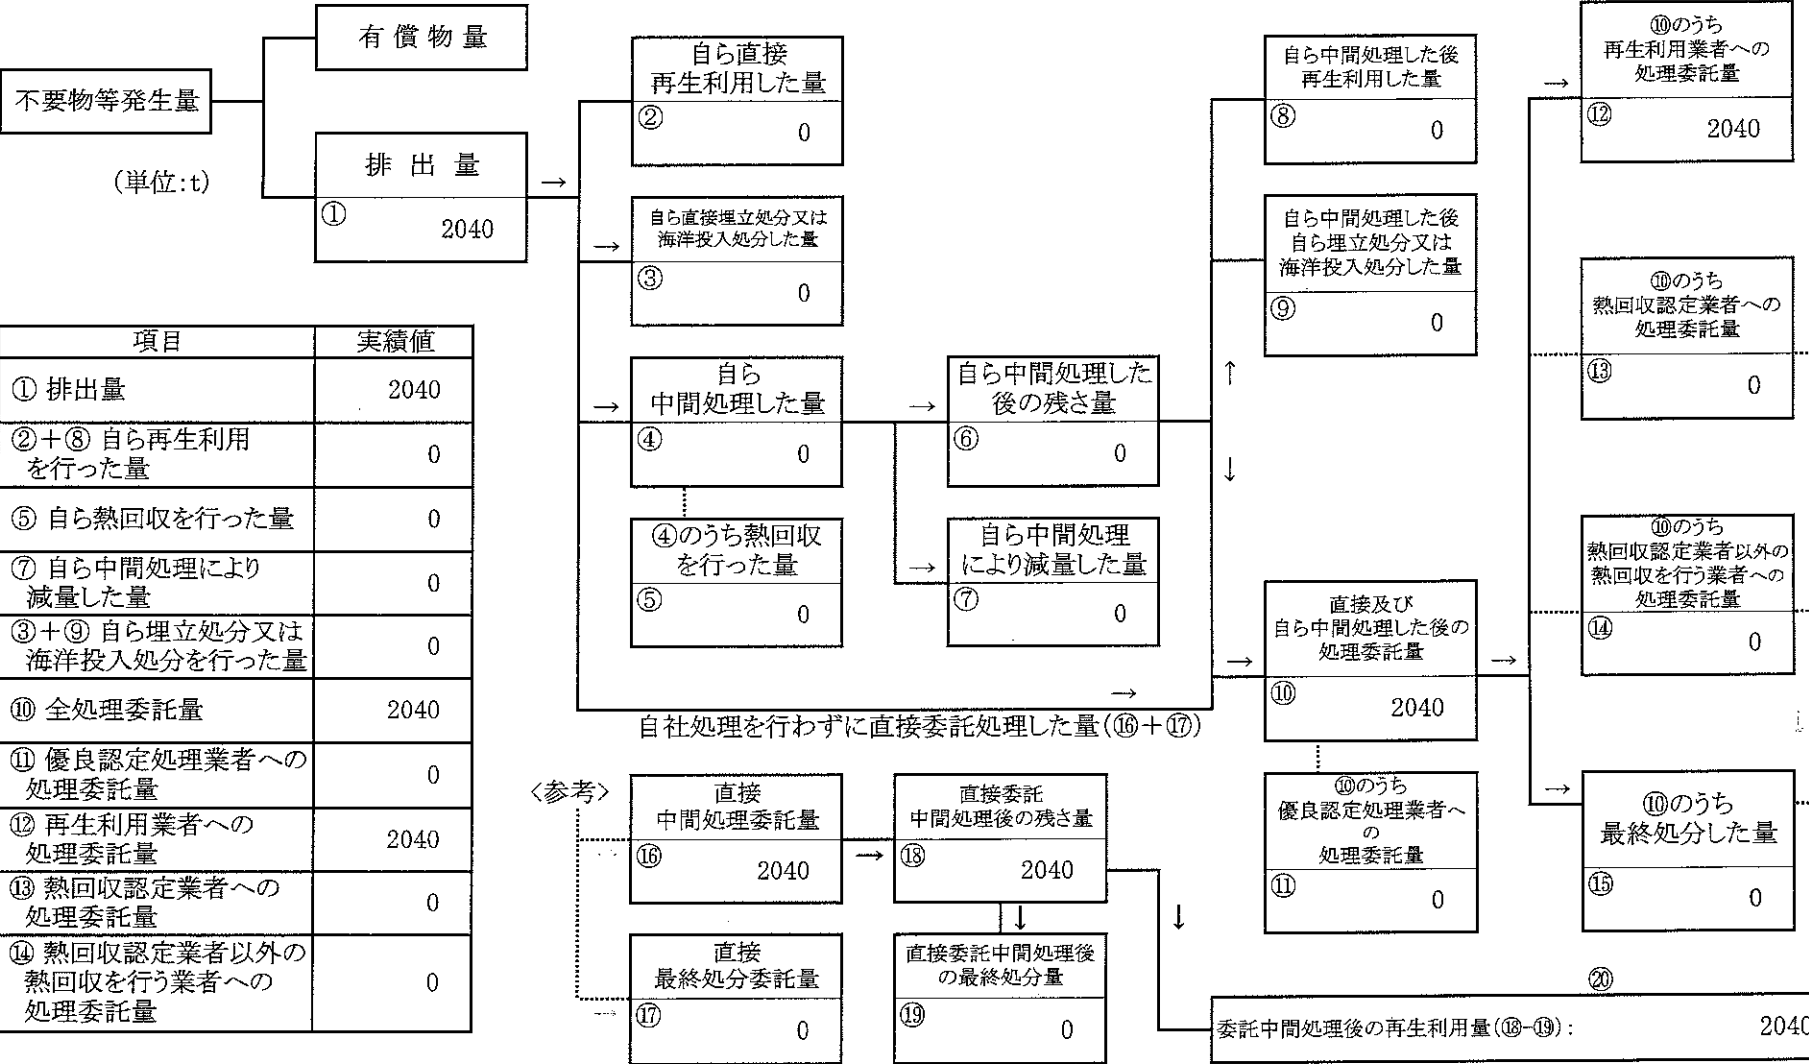 有償物量
不要物等発生量
(単位:t)
排出量
① 2040
→
自ら直接
再生利用した量
② 0
→
自ら直接埋立処分又は
海洋投入処分した量
③ 0
→
自ら
中間処理した量
④ 0
④のうち熱回収
を行った量
⑤ 0
→
自ら中間処理した
後の残さ量
⑥ 0
→
自ら中間処理
により減量した量
⑦ 0
自ら中間処理した後
再生利用した量
⑧ 0
自ら中間処理した後
自ら埋立処分又は
海洋投入処分した量
⑨ 0
↑
↓
→
自社処理を行わずに直接委託処理した量(⑯+⑰)
→
直接及び
自ら中間処理した後の
処理委託量
⑩ 2040
⑩のうち
優良認定処理業者へ
の
処理委託量
⑪ 0
→
→
⑩のうち
再生利用業者への
処理委託量
⑫ 2040
⑩のうち
熱回収認定業者への
処理委託量
⑬ 0
⑩のうち
熱回収認定業者以外の
熱回収を行う業者への
処理委託量
⑭ 0
→
⑩のうち
最終処分した量
⑮ 0
項目 実績値
① 排出量 2040
②+⑧ 自ら再生利用
を行った量 0
⑤ 自ら熱回収を行った量 0
⑦ 自ら中間処理により
減量した量 0
③+⑨ 自ら埋立処分又は
海洋投入処分を行った量 0
⑩ 全処理委託量 2040
⑪ 優良認定処理業者への
処理委託量 0
⑫ 再生利用業者への
処理委託量 2040
⑬ 熱回収認定業者への
処理委託量 0
⑭ 熱回収認定業者以外の
熱回収を行う業者への
処理委託量 0
<参考>
直接
中間処理委託量
⑯ 2040
→
直接委託
中間処理後の残さ量
⑱ 2040
↓
↓
→
直接
最終処分委託量
⑰ 0
直接委託中間処理後
の最終処分量
⑲ 0
⑳
委託中間処理後の再生利用量(⑱-⑲): 2040